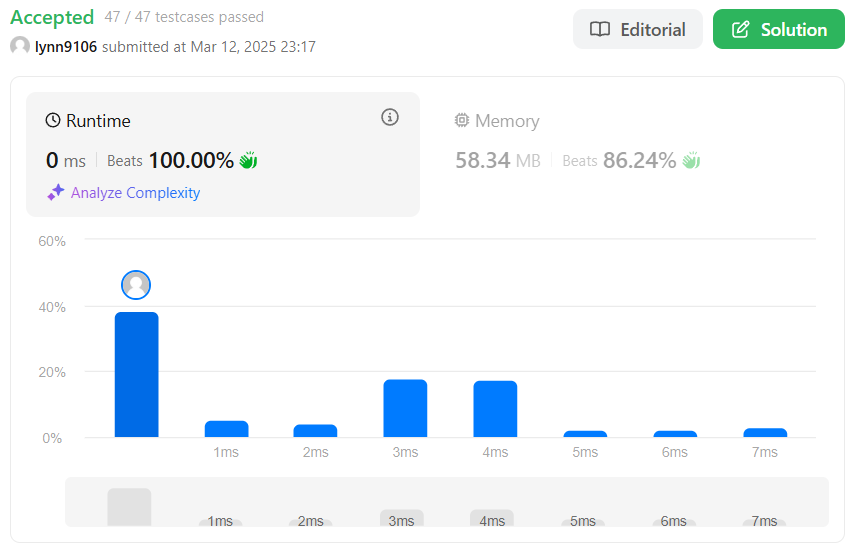 Accepted 47 / 47 testcases passed
lynn9106 submitted at Mar 12, 2025 23:17
Editorial
Solution
Runtime
0 ms Beats 100.00%
Analyze Complexity
Memory
58.34 MB Beats 86.24%
60%
40%
20%
0%
1ms 2ms 3ms 4ms 5ms 6ms 7ms
1ms 2ms 3ms 4ms 5ms 6ms 7ms